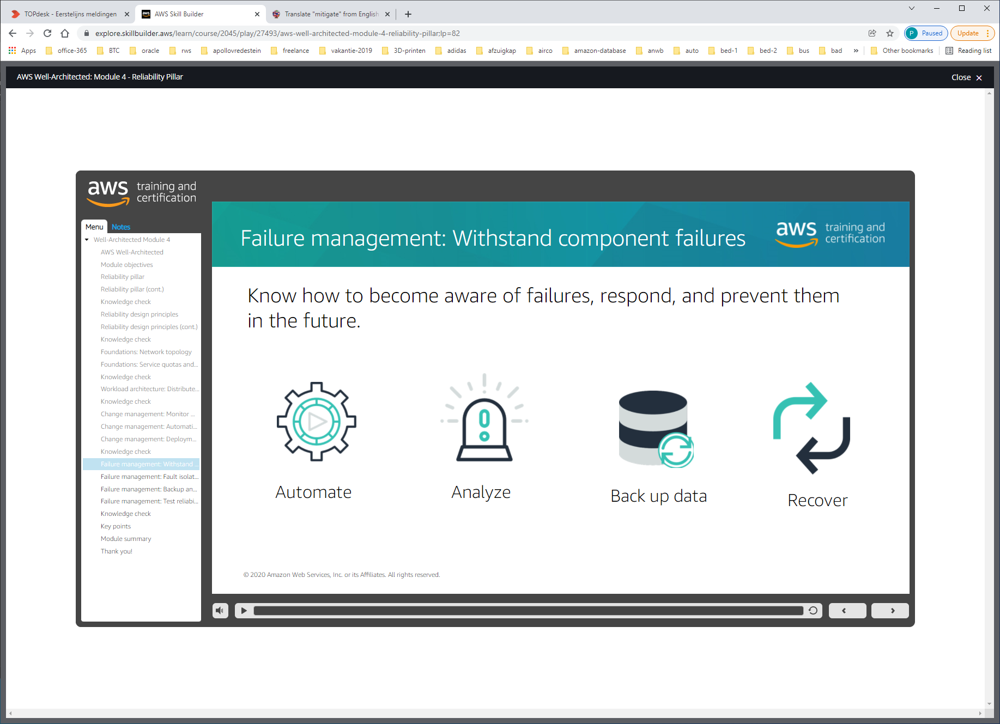 TOPdesk - Eerstelijns meldingen
AWS Skill Builder
Translate "mitigate" from English
explore.skillbuilder.aws/learn/course/2045/play/27493/aws-well-architected-module-4-reliability-pillar;lp=82
P Paused
Update
Apps office-365 BTC oracle rws apollovredestein freelance vakantie-2019 3D-printen adidas afzuigkap airco amazon-database anwb auto bed-1 bed-2 bus bad » Other bookmarks Reading list
AWS Well-Architected: Module 4 - Reliability Pillar
Close
aws training and
certification
Menu Notes
Well-Architected Module 4
AWS Well-Architected
Module objectives
Reliability pillar
Reliability pillar (cont.)
Knowledge check
Reliability design principles
Reliability design principles (cont.)
Knowledge check
Foundations: Network topology
Foundations: Service quotas and...
Knowledge check
Workload architecture: Distribute...
Knowledge check
Change management: Monitor ...
Change management: Automati...
Change management: Deploym...
Knowledge check
Failure management: Withstand ...
Failure management: Fault isolat...
Failure management: Backup an...
Failure management: Test reliabi...
Knowledge check
Key points
Module summary
Thank you!
Failure management: Withstand component failures
aws training and
certification
Know how to become aware of failures, respond, and prevent them
in the future.
Automate
Analyze
Back up data
Recover
© 2020 Amazon Web Services, Inc. or its Affiliates. All rights reserved.